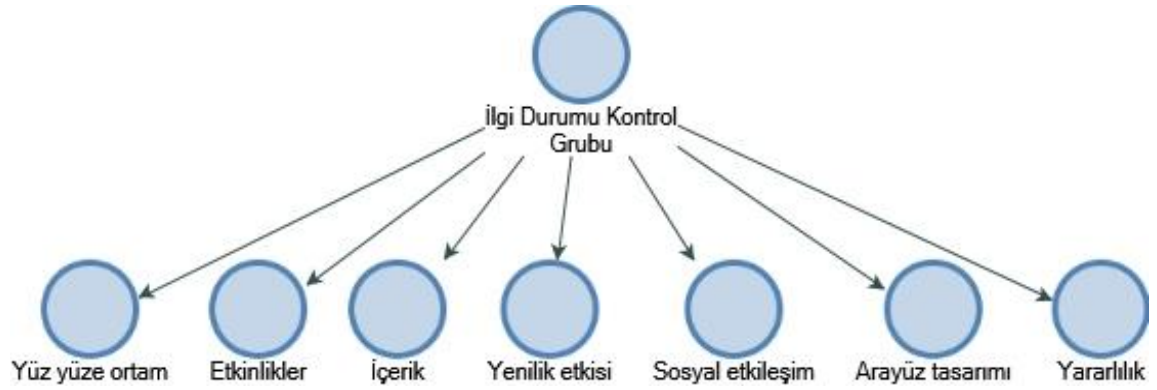 İlgi Durumu Kontrol
Grubu
Yüz yüze ortam
Etkinlikler
İçerik
Yenilik etkisi
Sosyal etkileşim
Arayüz tasarımı
Yararlılık